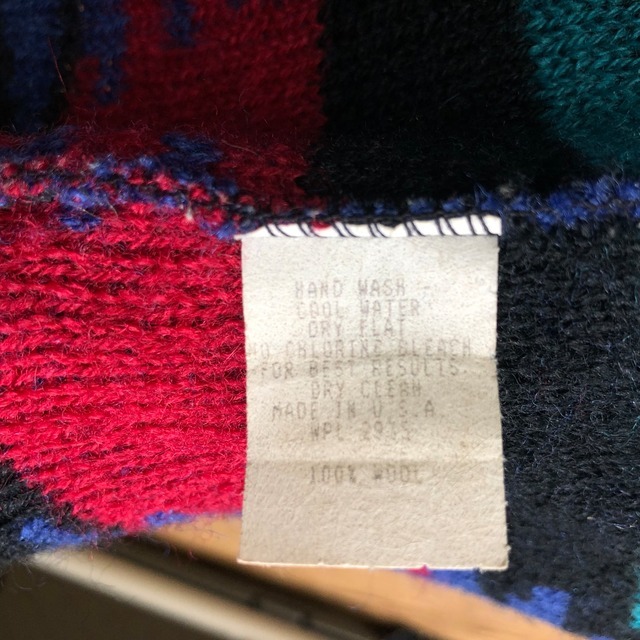 HAND WASH
COOL WATER
DRY FLAT
NO CHLORINE BLEACH
FOR BEST RESULTS
DRY CLEAN
MADE IN U.S.A
WPL 2915
100% WOOL